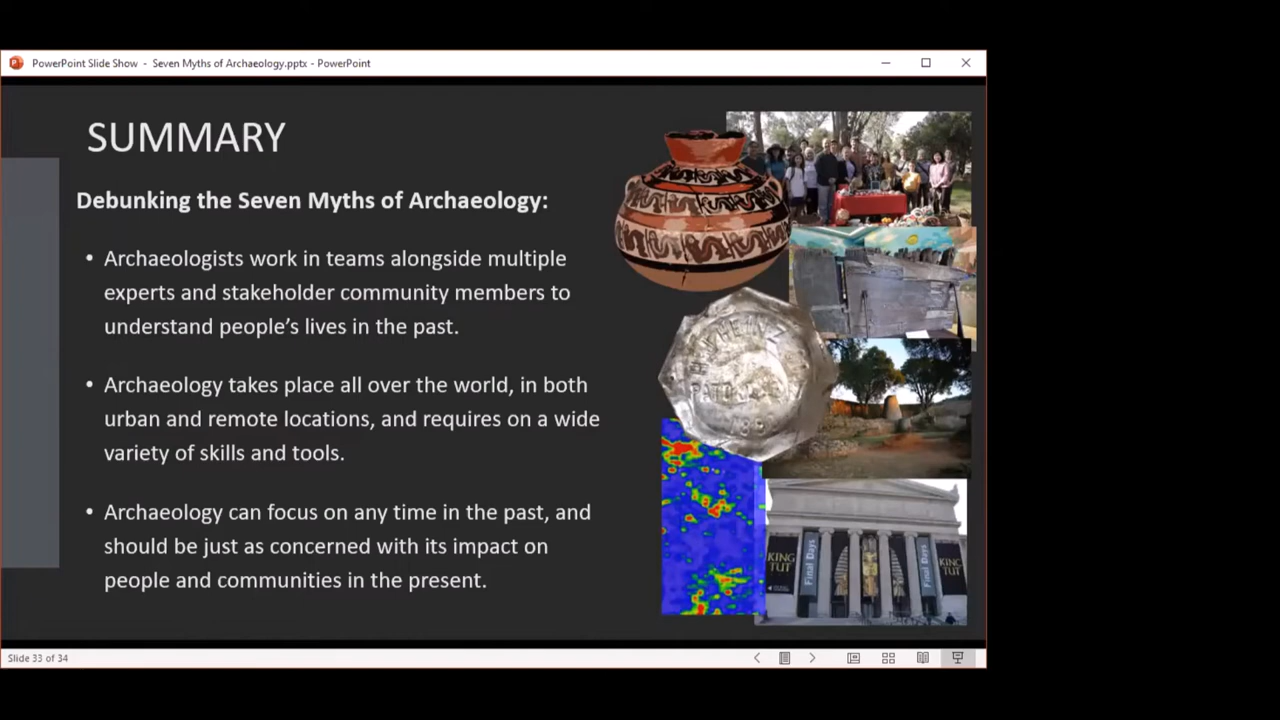 PowerPoint Slide Show - Seven Myths of Archaeology.pptx - PowerPoint
SUMMARY
Debunking the Seven Myths of Archaeology:
• Archaeologists work in teams alongside multiple
experts and stakeholder community members to
understand people's lives in the past.
• Archaeology takes place all over the world, in both
urban and remote locations, and requires on a wide
variety of skills and tools.
• Archaeology can focus on any time in the past, and
should be just as concerned with its impact on
people and communities in the present.
KING
TUT
Final Days
Final Days
KING
TUT
Slide 33 of 34